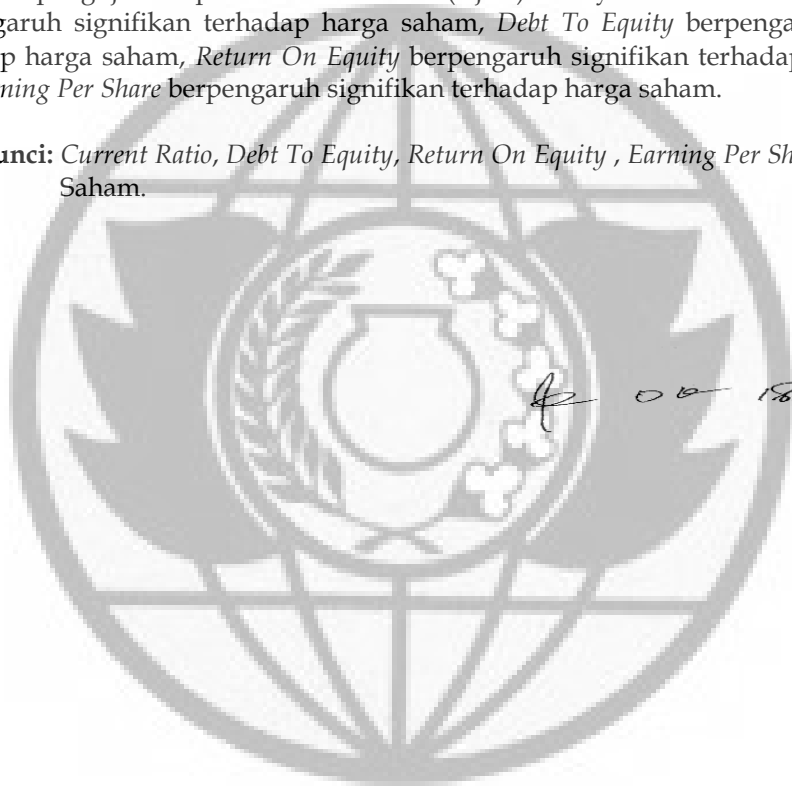 garuh signifikan terhadap harga saham, Debt To Equity berpenga
p harga saham, Return On Equity berpengaruh signifikan terhadap
ning Per Share berpengaruh signifikan terhadap harga saham.
unci: Current Ratio, Debt To Equity, Return On Equity , Earning Per Sh
Saham.